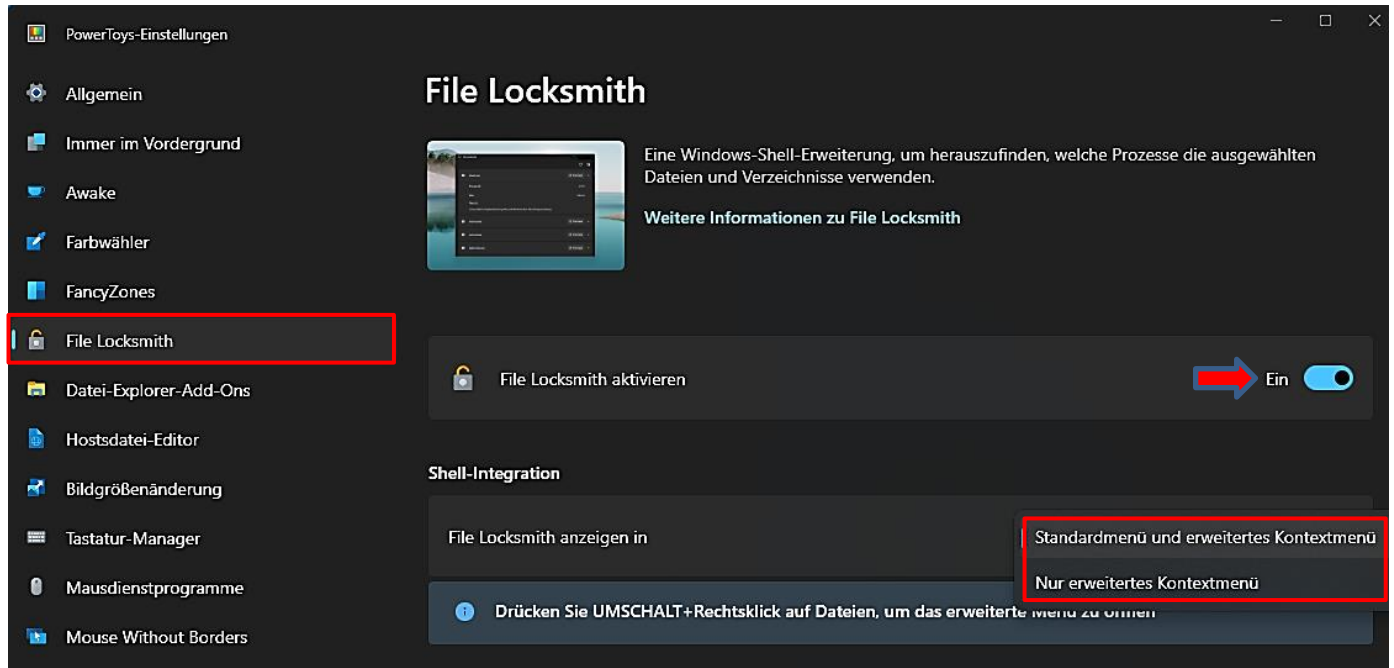 PowerToys-Einstellungen
Allgemein
Immer im Vordergrund
Awake
Farbwähler
FancyZones
File Locksmith
Datei-Explorer-Add-Ons
Hostsdatei-Editor
Bildgrößenänderung
Tastatur-Manager
Mausdienstprogramme
Mouse Without Borders
File Locksmith
Eine Windows-Shell-Erweiterung, um herauszufinden, welche Prozesse die ausgewählten
Dateien und Verzeichnisse verwenden.
Weitere Informationen zu File Locksmith
File Locksmith aktivieren
Ein
Shell-Integration
File Locksmith anzeigen in
Standardmenü und erweitertes Kontextmenü
Nur erweitertes Kontextmenü
Drücken Sie UMSCHALT+Rechtsklick auf Dateien, um das erweiterte Menü zu öffnen